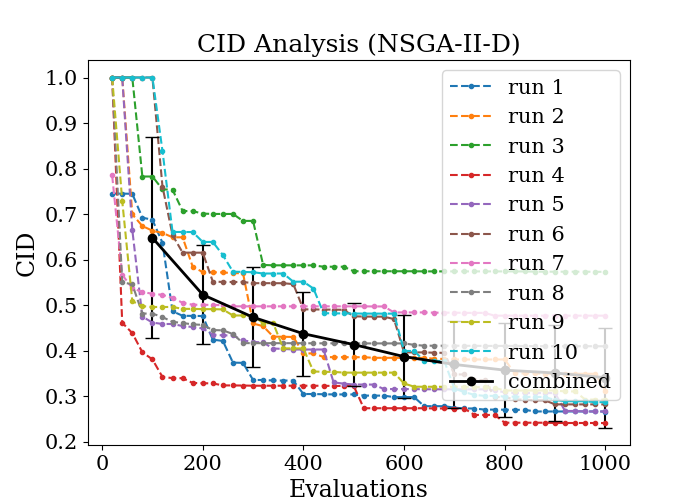 CID Analysis (NSGA-II-D)
1.0
0.9
0.8
0.7
0.6
0.5
0.4
0.3
0.2
CID
run 1
run 2
run 3
run 4
run 5
run 6
run 7
run 8
run 9
run 10
combined
0 200 400 600 800 1000
Evaluations